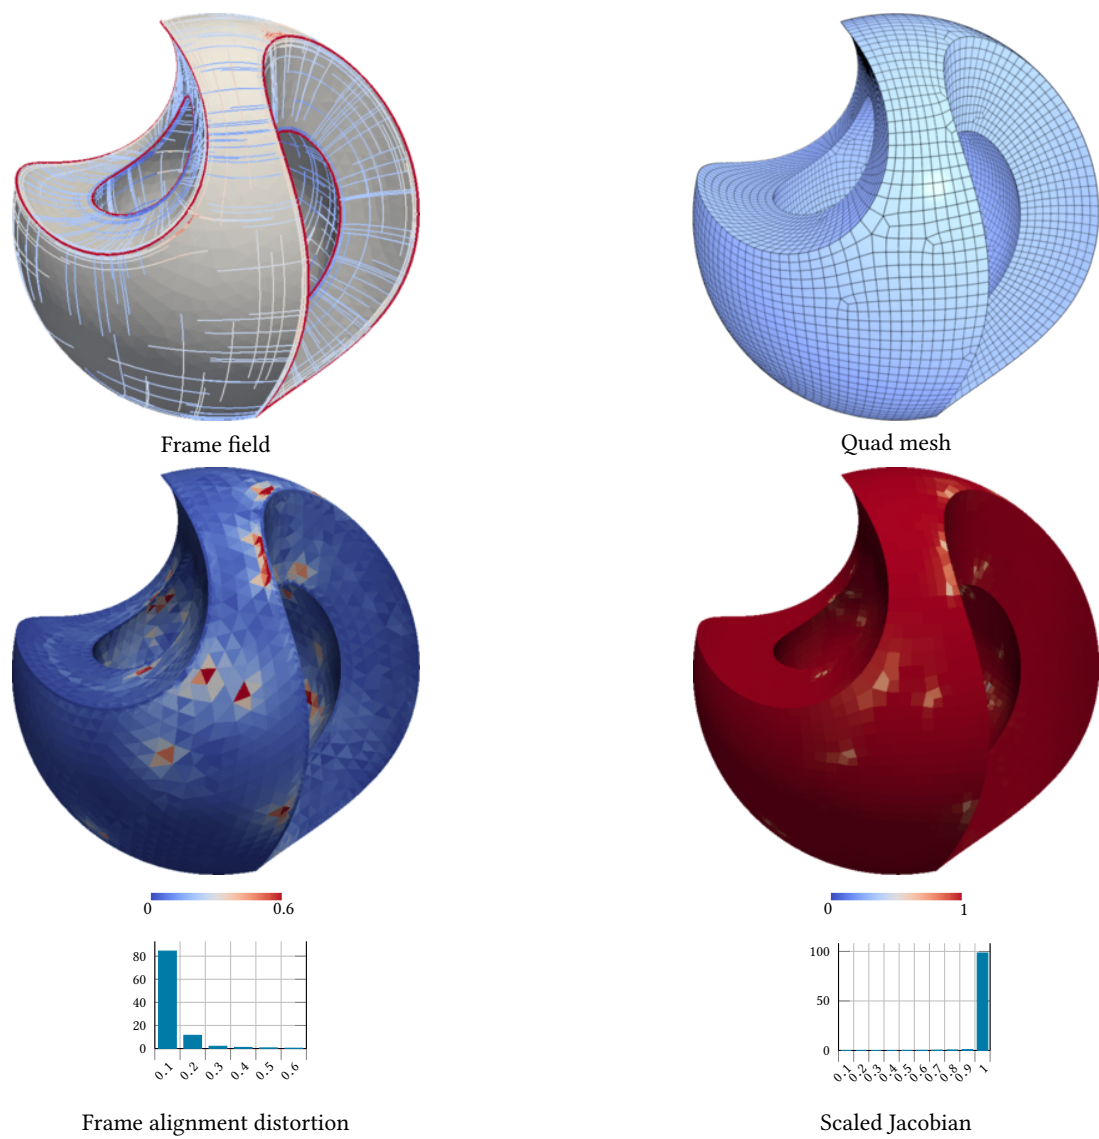 Frame field
Quad mesh
0 0.6
0 1
80
60
40
20
0
0.1 0.2 0.3 0.4 0.5 0.6
100
50
0
0.1 0.2 0.3 0.4 0.5 0.6 0.7 0.8 0.9 1
Frame alignment distortion
Scaled Jacobian